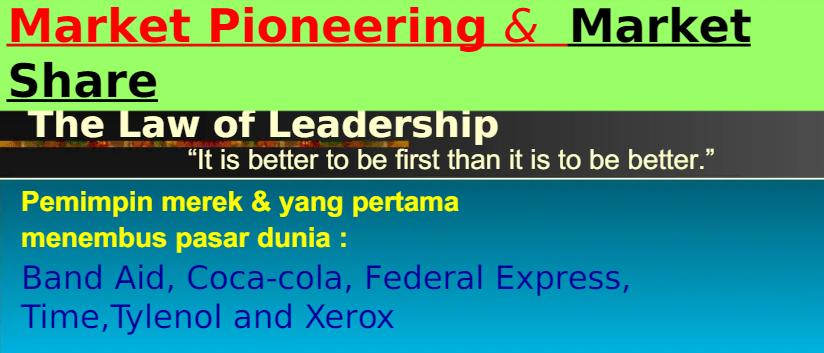 Market Pioneering & Market
Share
The Law of Leadership
“It is better to be first than it is to be better.”
Pemimpin merek & yang pertama
menembus pasar dunia :
Band Aid, Coca-cola, Federal Express,
Time,Tylenol and Xerox